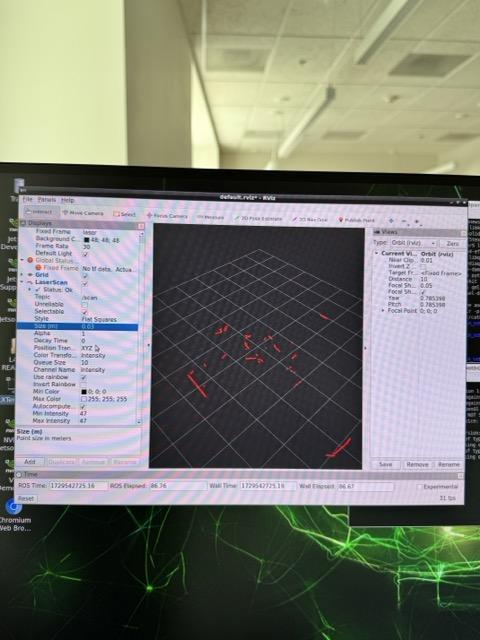 default.rviz* - RViz
File Panels Help
Interact Move Camera Select Focus Camera Measure 2D Pose Estimate 2D Nav Goal Publish Point
Displays
Fixed Frame laser
Background C... 48; 48; 48
Frame Rate 30
Default Light
Global Status:
Fixed Frame No tf data. Actua...
Grid
LaserScan
Status: Ok
Topic /scan
Unreliable
Selectable
Style Flat Squares
Size (m) 0.03
Alpha 1
Decay Time 0
Position Tran... XYZ
Color Transfo... Intensity
Queue Size 10
Channel Name intensity
Use rainbow
Invert Rainbow
Min Color 0; 0; 0
Max Color 255; 255; 255
Autocompute...
Min Intensity 47
Max Intensity 47
Size (m)
Point size in meters.
Add Duplicate Remove Rename
Views
Type: Orbit (rviz) Zero
Current Vi... Orbit (rviz)
Near Clip... 0.01
Invert Z
Target Fr... <Fixed Frame>
Distance 10
Focal Sh... 0.05
Focal Sh...
Yaw 0.785398
Pitch 0.785398
Focal Point 0; 0; 0
Save Remove Rename
Time
ROS Time: 1729542725.16 ROS Elapsed: 86.76 Wall Time: 1729542725.16 Wall Elapsed: 86.67 Experimental
Reset 31 fps
Chromium
Web Bro...